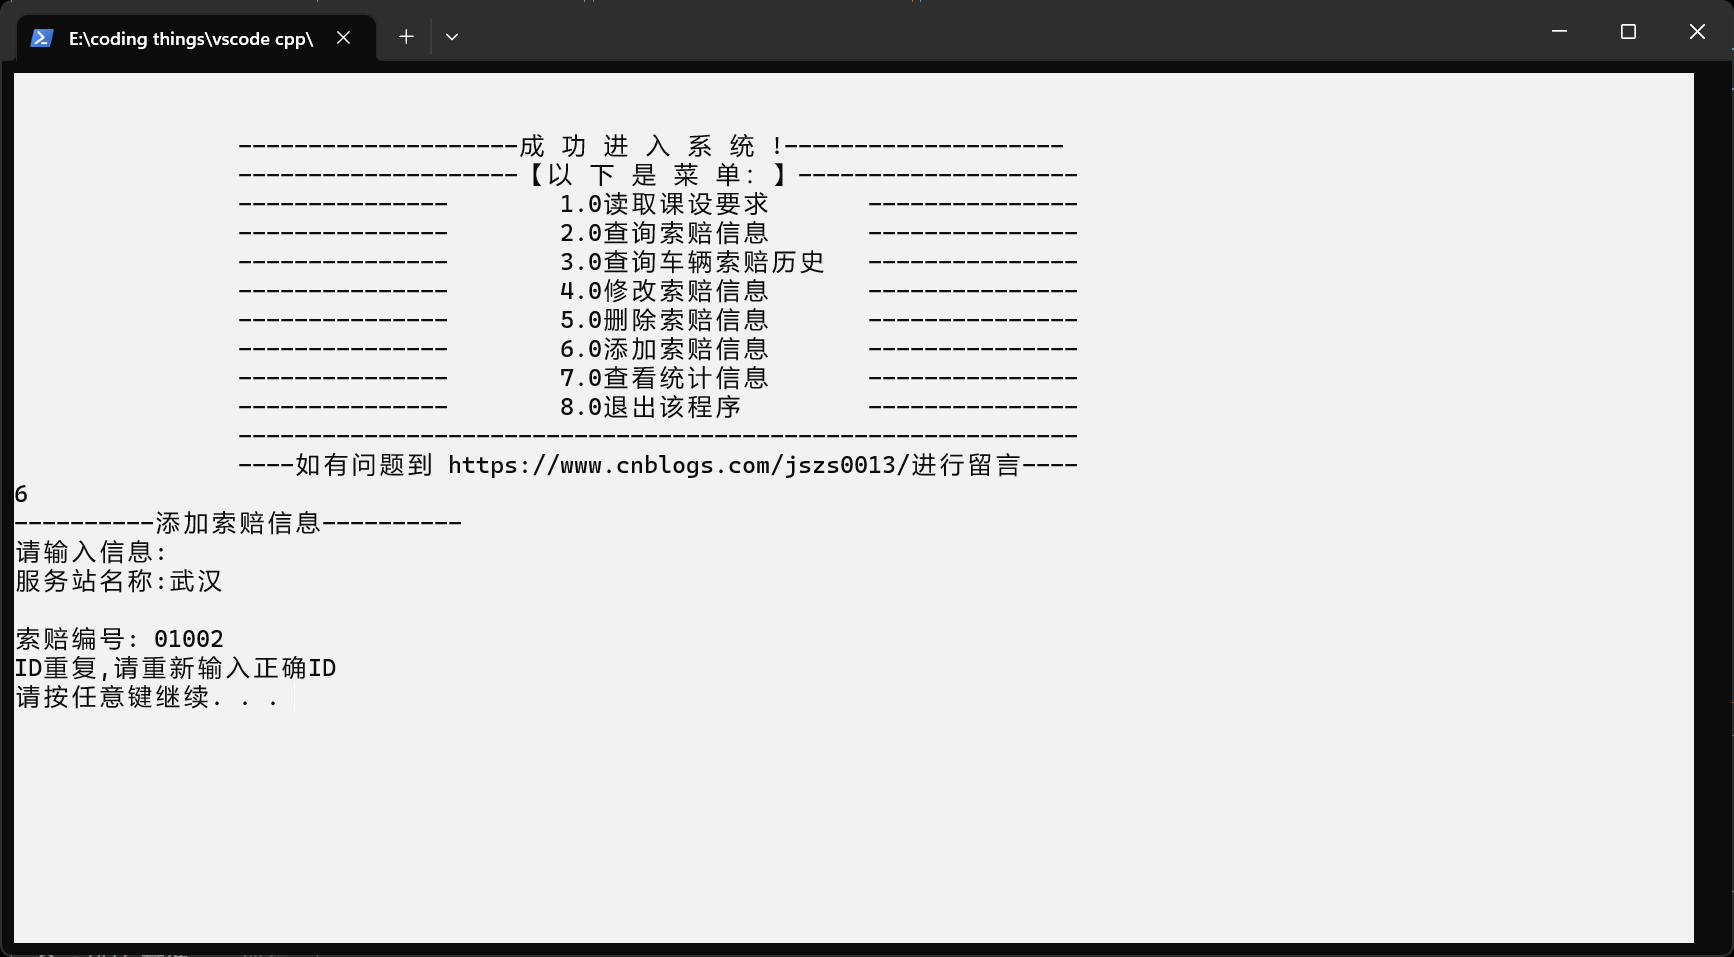 E:\coding things\vscode cpp\
--------------------成 功 进 入 系 统 !--------------------
--------------------【以 下 是 菜 单: 】--------------------
--------------- 1.0读取课设要求 ---------------
--------------- 2.0查询索赔信息 ---------------
--------------- 3.0查询车辆索赔历史 ---------------
--------------- 4.0修改索赔信息 ---------------
--------------- 5.0删除索赔信息 ---------------
--------------- 6.0添加索赔信息 ---------------
--------------- 7.0查看统计信息 ---------------
--------------- 8.0退出该程序 ---------------
------------------------------------------------------------
----如有问题到 https://www.cnblogs.com/jszs0013/进行留言----
6
----------添加索赔信息----------
请输入信息:
服务站名称:武汉
索赔编号: 01002
ID重复,请重新输入正确ID
请按任意键继续. . .